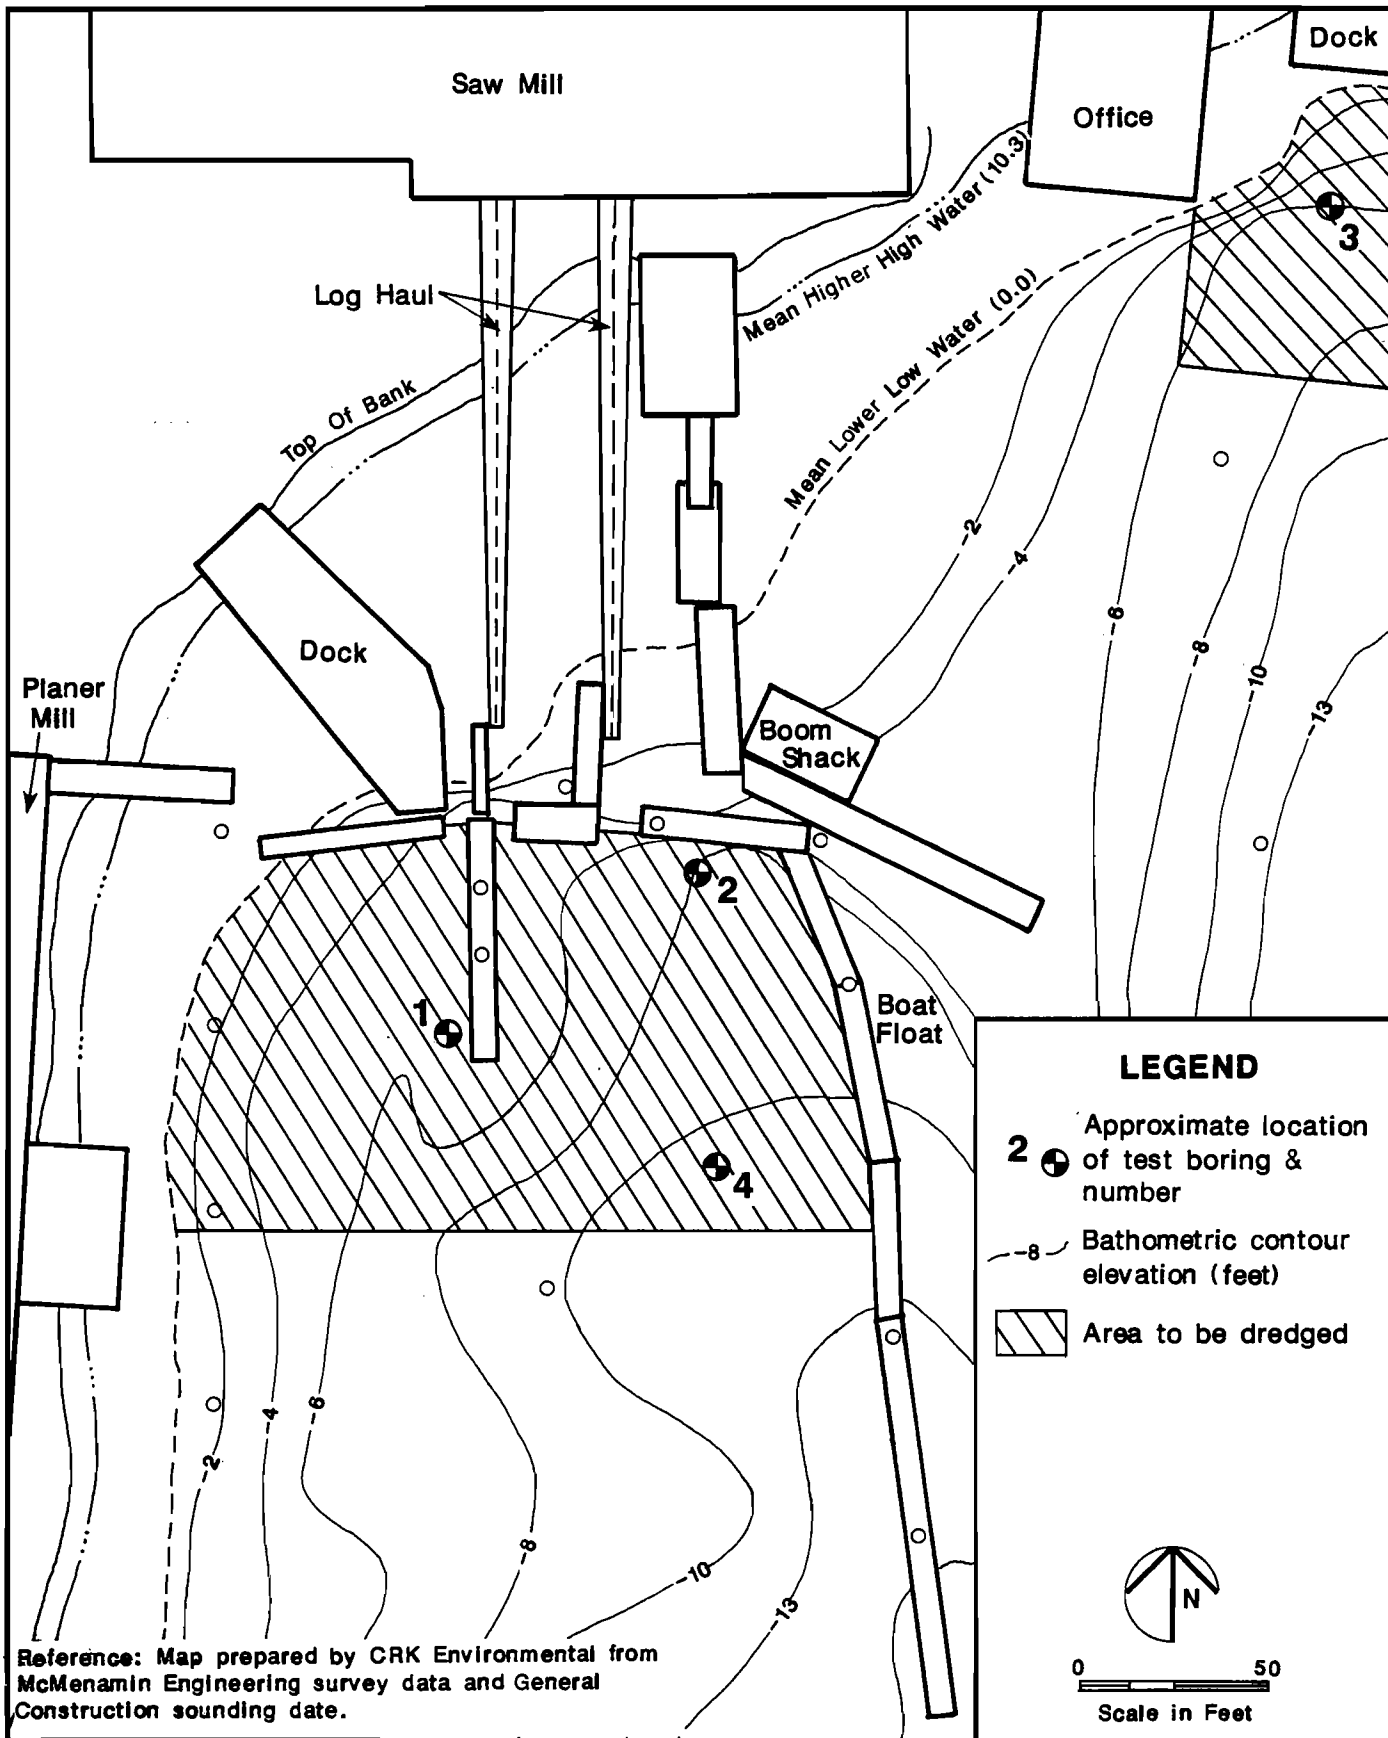 Saw Mill
Office
Dock
3
Log Haul
Mean Higher High Water (10.3)
Mean Lower Low Water (0.0)
Top Of Bank
-2
-4
-6
-8
-10
-13
Dock
Planer
Mill
Boom
Shack
2
1
Boat
Float
4
-2
-4
-6
-8
-10
-13
LEGEND
2
Approximate location
of test boring &
number
-8
Bathometric contour
elevation (feet)
Area to be dredged
N
0 50
Scale in Feet
Reference: Map prepared by CRK Environmental from
McMenamin Engineering survey data and General
Construction sounding date.